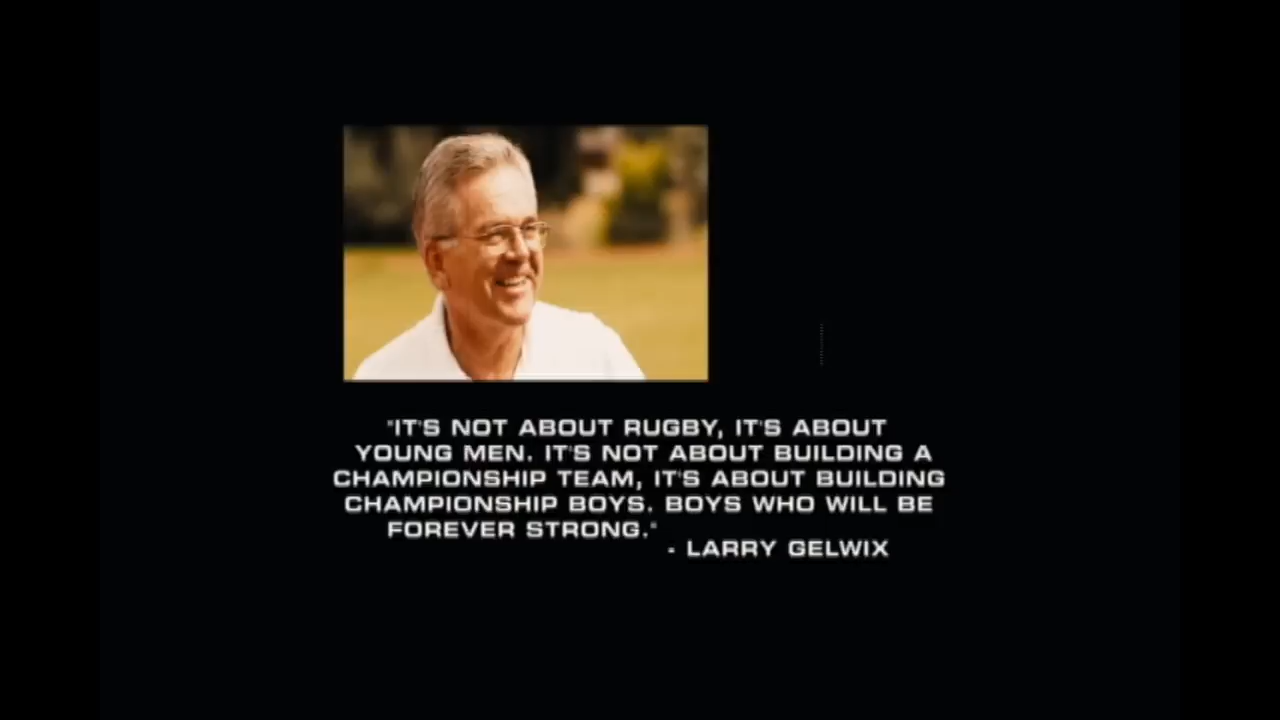 "IT'S NOT ABOUT RUGBY, IT'S ABOUT
YOUNG MEN. IT'S NOT ABOUT BUILDING A
CHAMPIONSHIP TEAM, IT'S ABOUT BUILDING
CHAMPIONSHIP BOYS. BOYS WHO WILL BE
FOREVER STRONG."
- LARRY GELWIX